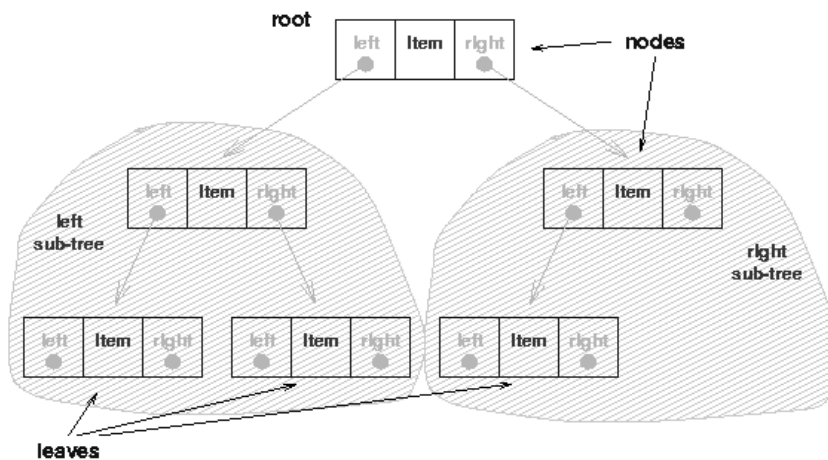 root
left Item right
nodes
left Item right
left Item right
left
sub-tree
right
sub-tree
left Item right
left Item right
left Item right
leaves